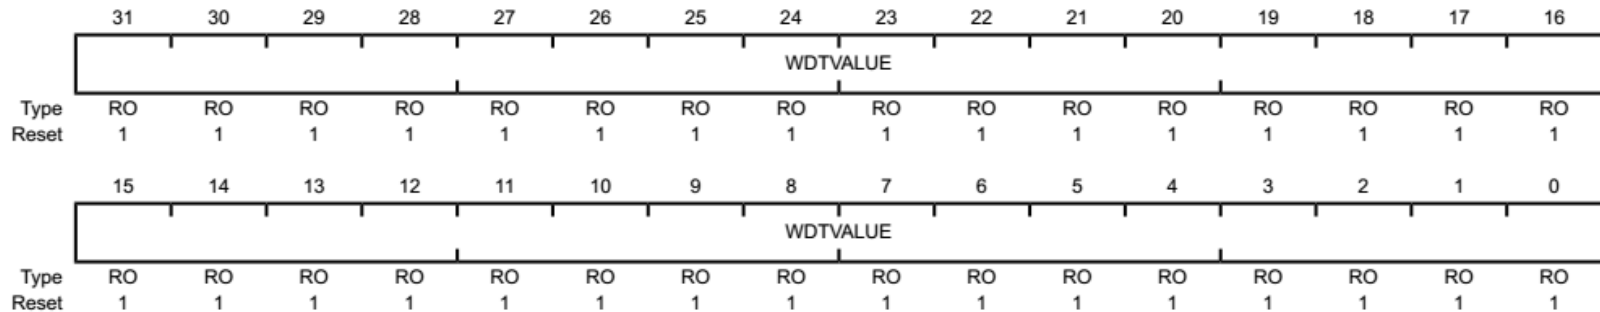 31 30 29 28 27 26 25 24 23 22 21 20 19 18 17 16
WDTVALUE
Type RO RO RO RO RO RO RO RO RO RO RO RO RO RO RO RO
Reset 1 1 1 1 1 1 1 1 1 1 1 1 1 1 1 1
15 14 13 12 11 10 9 8 7 6 5 4 3 2 1 0
WDTVALUE
Type RO RO RO RO RO RO RO RO RO RO RO RO RO RO RO RO
Reset 1 1 1 1 1 1 1 1 1 1 1 1 1 1 1 1